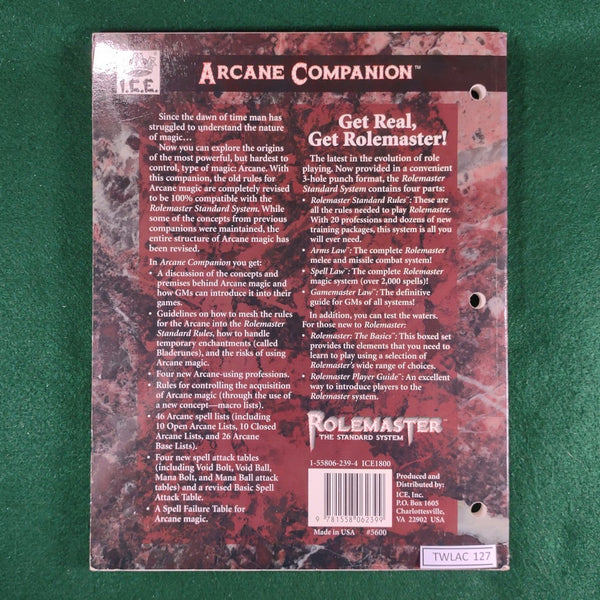 I.C.E.
ARCANE COMPANION™
Since the dawn of time man has
struggled to understand the nature
of magic…
Now you can explore the origins
of the most powerful, but hardest to
control, type of magic: Arcane. With
this companion, the old rules for
Arcane magic are completely revised
to be 100% compatible with the
Rolemaster Standard System. While
some of the concepts from previous
companions were maintained, the
entire structure of Arcane magic has
been revised.
In Arcane Companion you get:
• A discussion of the concepts and
premises behind Arcane magic and
how GMs can introduce it into their
games.
• Guidelines on how to mesh the rules
for the Arcane into the Rolemaster
Standard Rules, how to handle
temporary enchantments (called
Bladerunes), and the risks of using
Arcane magic.
• Four new Arcane-using professions.
• Rules for controlling the acquisition
of Arcane magic (through the use of
a new concept—macro lists).
• 46 Arcane spell lists (including
10 Open Arcane Lists, 10 Closed
Arcane Lists, and 26 Arcane
Base Lists).
• Four new spell attack tables
(including Void Bolt, Void Ball,
Mana Bolt, and Mana Ball attack
tables) and a revised Basic Spell
Attack Table.
• A Spell Failure Table for
Arcane magic.
Get Real,
Get Rolemaster!
The latest in the evolution of role
playing. Now provided in a convenient
3-hole punch format, the Rolemaster
Standard System contains four parts:
• Rolemaster Standard Rules™: These are
all the rules needed to play Rolemaster.
With 20 professions and dozens of new
training packages, this system is all you
will ever need.
• Arms Law™: The complete Rolemaster
melee and missile combat system!
• Spell Law™: The complete Rolemaster
magic system (over 2,000 spells)!
• Gamemaster Law™: The definitive
guide for GMs of all systems!
In addition, you can test the waters.
For those new to Rolemaster:
• Rolemaster: The Basics™: This boxed set
provides the elements that you need to
learn to play using a selection of
Rolemaster's wide range of choices.
• Rolemaster Player Guide™: An excellent
way to introduce players to the
Rolemaster system.
ROLEMASTER™
THE STANDARD SYSTEM
1-55806-239-4 ICE1800
9 781558 062399
Made in USA #5600
Produced and
Distributed by:
ICE, Inc.
P.O. Box 1605
Charlottesville,
VA 22902 USA
TWLAC 127